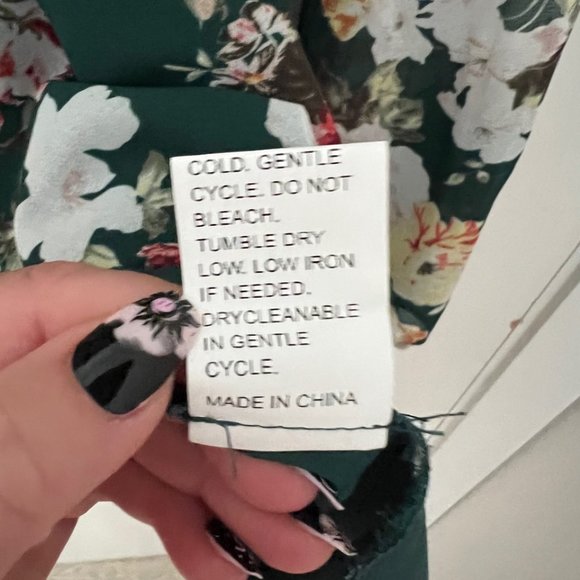 COLD. GENTLE
CYCLE. DO NOT
BLEACH.
TUMBLE DRY
LOW. LOW IRON
IF NEEDED.
DRYCLEANABLE
IN GENTLE
CYCLE.
MADE IN CHINA